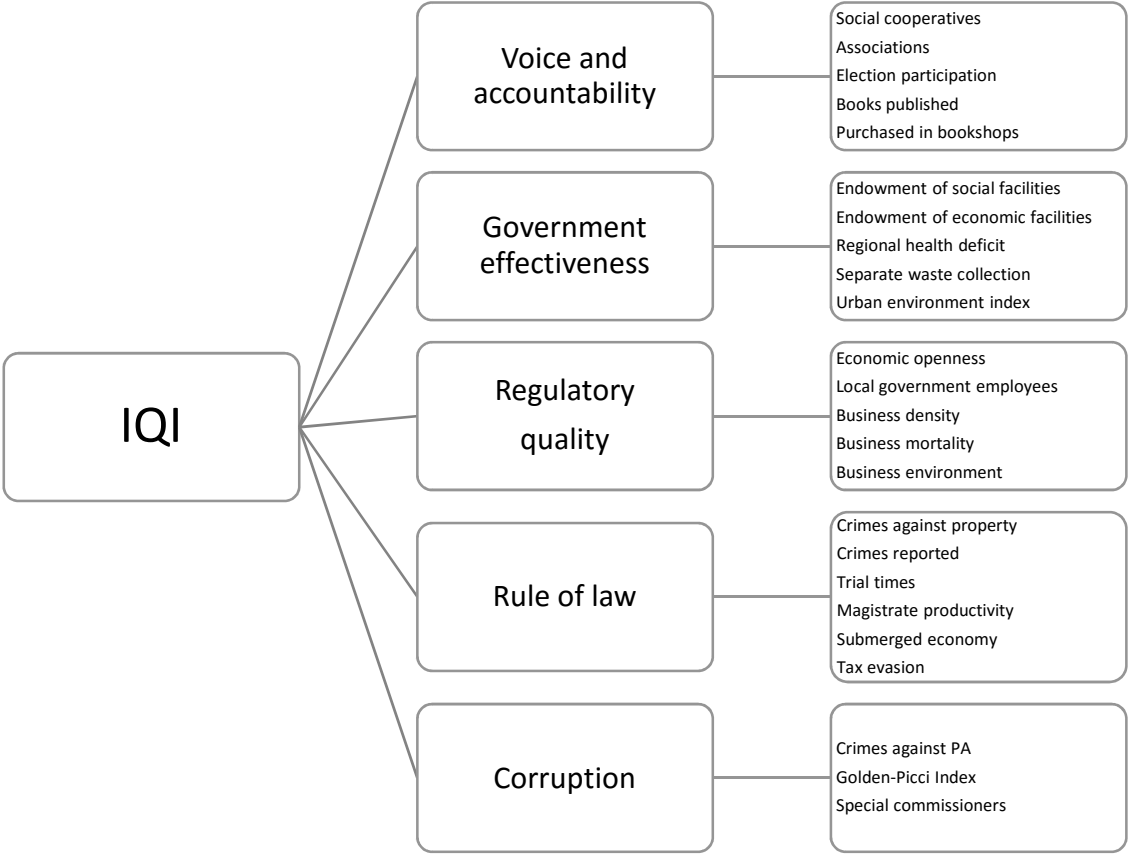 IQI
Voice and
accountability
Social cooperatives
Associations
Election participation
Books published
Purchased in bookshops
Government
effectiveness
Endowment of social facilities
Endowment of economic facilities
Regional health deficit
Separate waste collection
Urban environment index
Regulatory
quality
Economic openness
Local government employees
Business density
Business mortality
Business environment
Rule of law
Crimes against property
Crimes reported
Trial times
Magistrate productivity
Submerged economy
Tax evasion
Corruption
Crimes against PA
Golden-Picci Index
Special commissioners